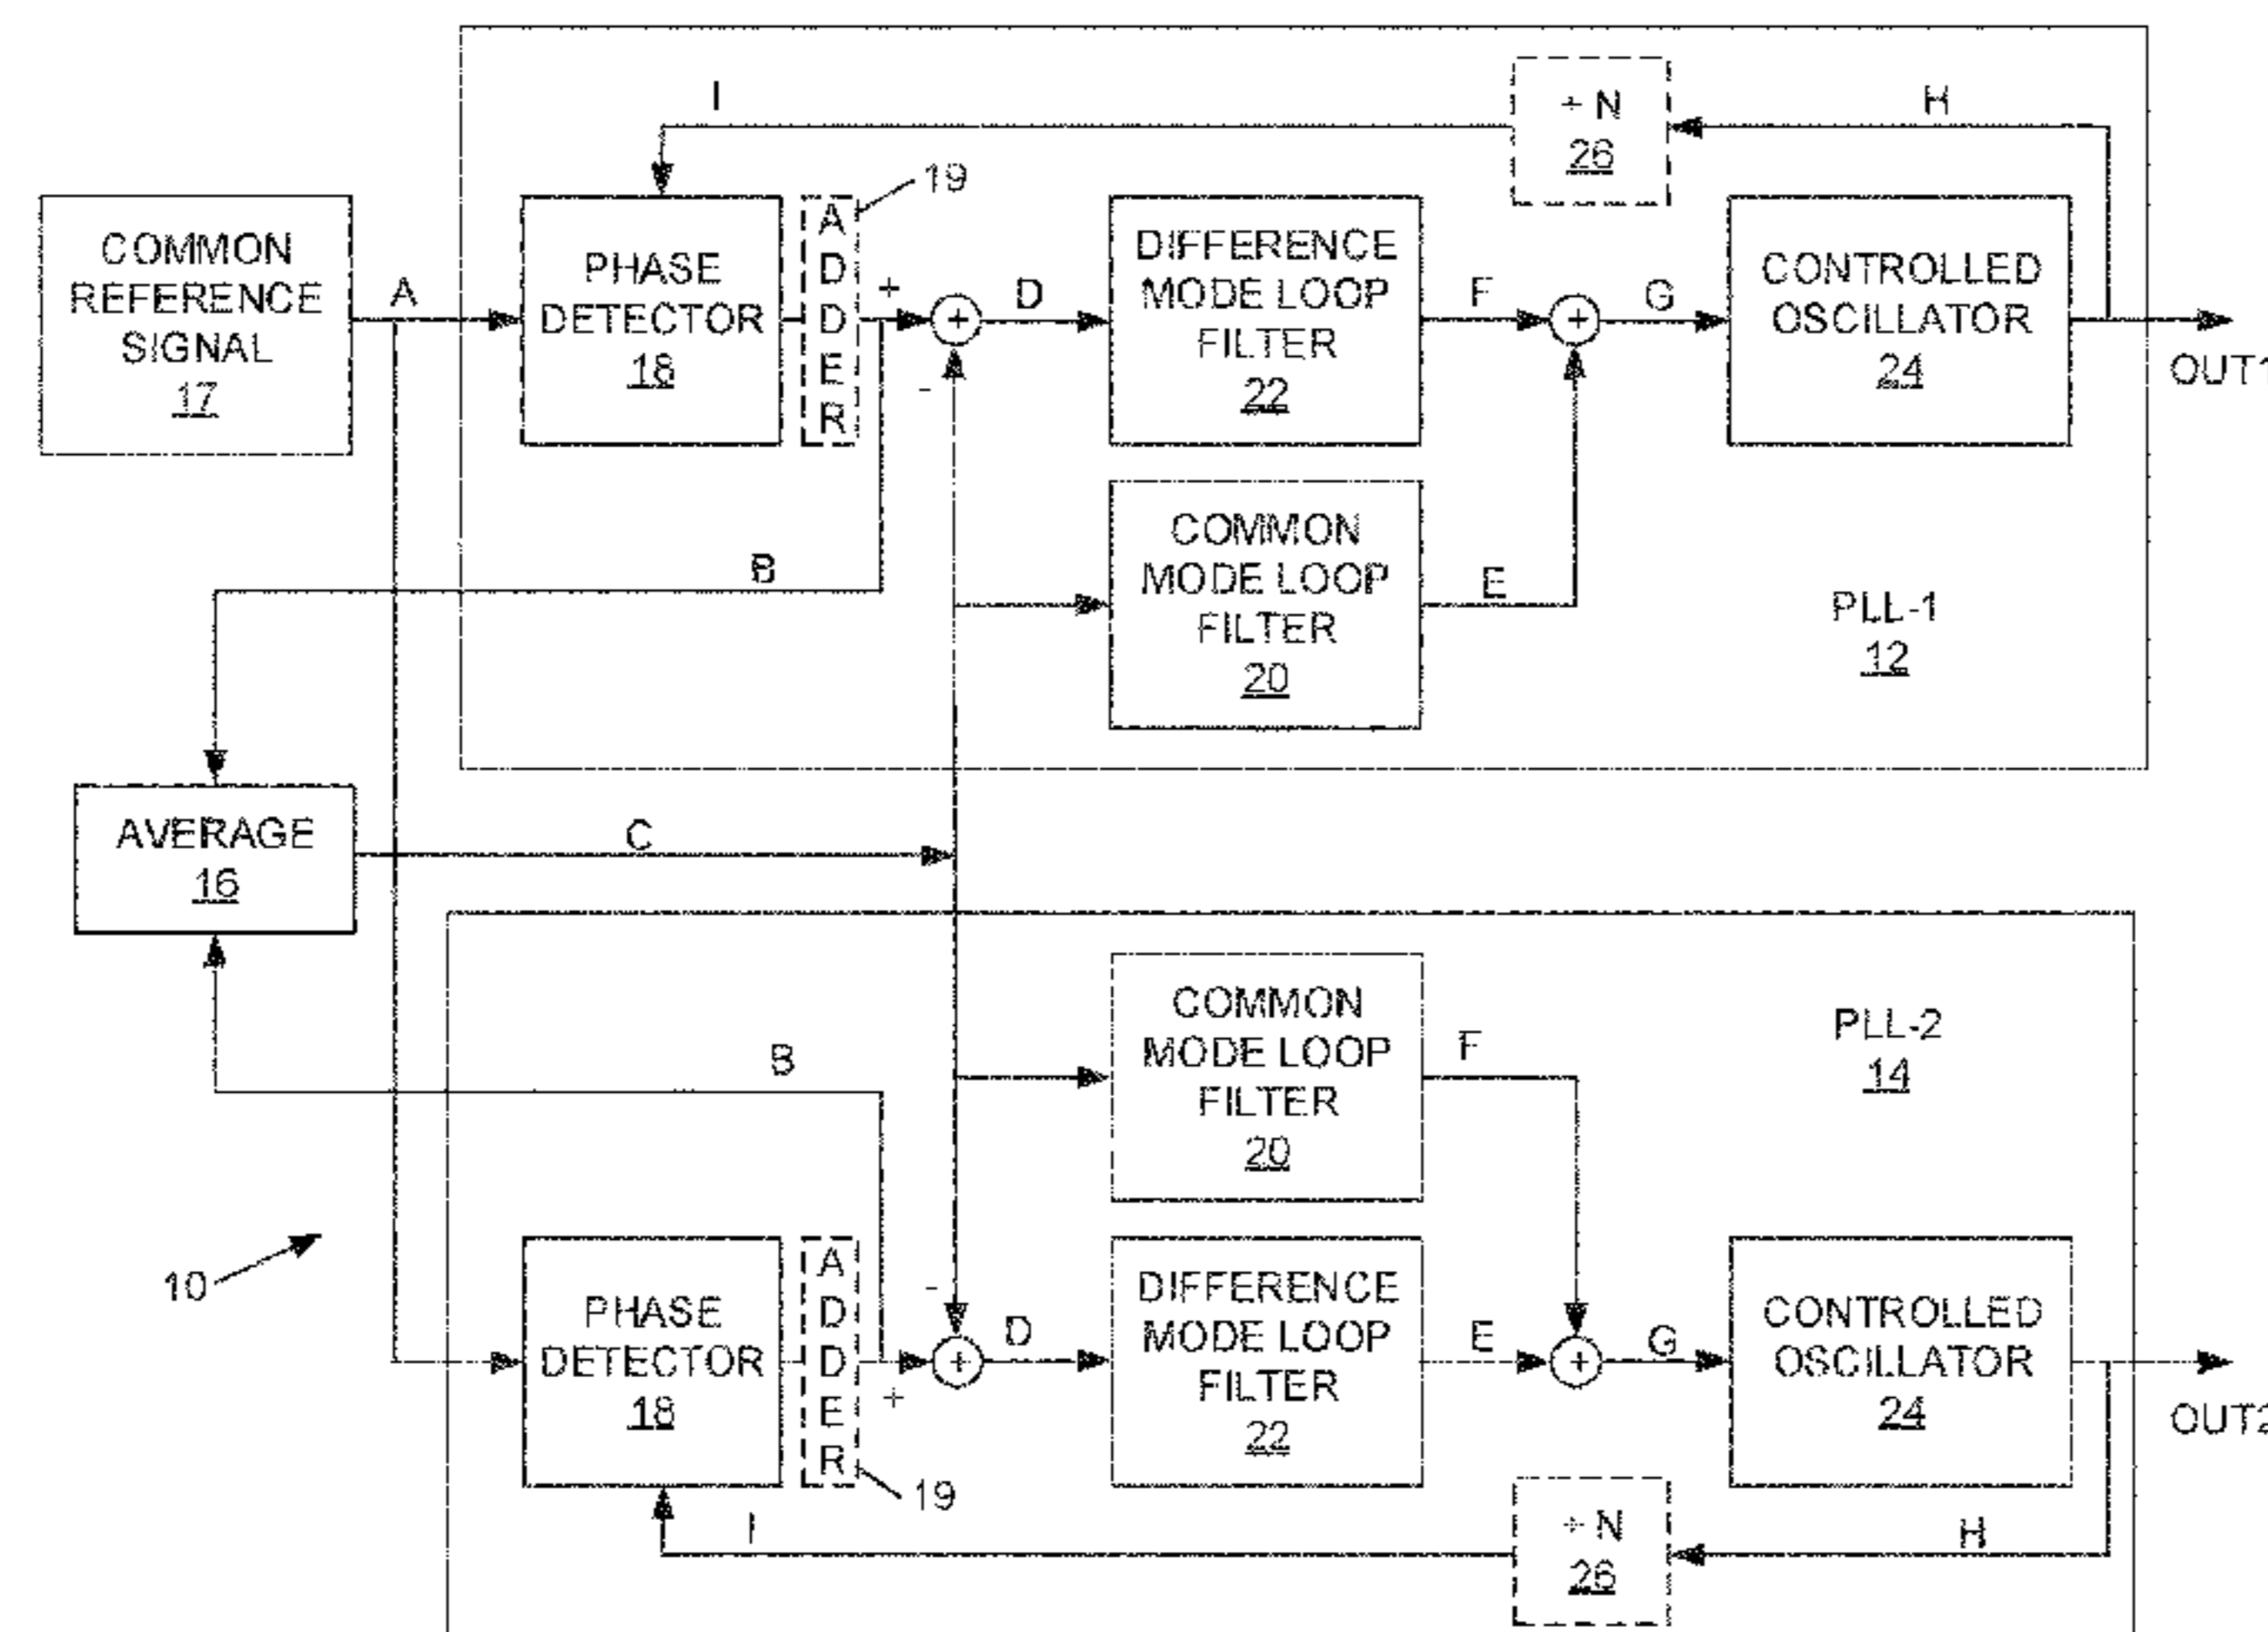 I
÷ N
26
H
19
COMMON
REFERENCE
SIGNAL
17
A
PHASE
DETECTOR
18
A
D
D
E
R
+
-
D
DIFFERENCE
MODE LOOP
FILTER
22
F
+
+
G
CONTROLLED
OSCILLATOR
24
OUT1
B
COMMON
MODE LOOP
FILTER
20
E
PLL-1
12
AVERAGE
16
C
B
COMMON
MODE LOOP
FILTER
20
F
PLL-2
14
10
PHASE
DETECTOR
18
A
D
D
E
R
19
-
+
+
D
DIFFERENCE
MODE LOOP
FILTER
22
E
+
G
CONTROLLED
OSCILLATOR
24
OUT2
I
÷ N
26
H